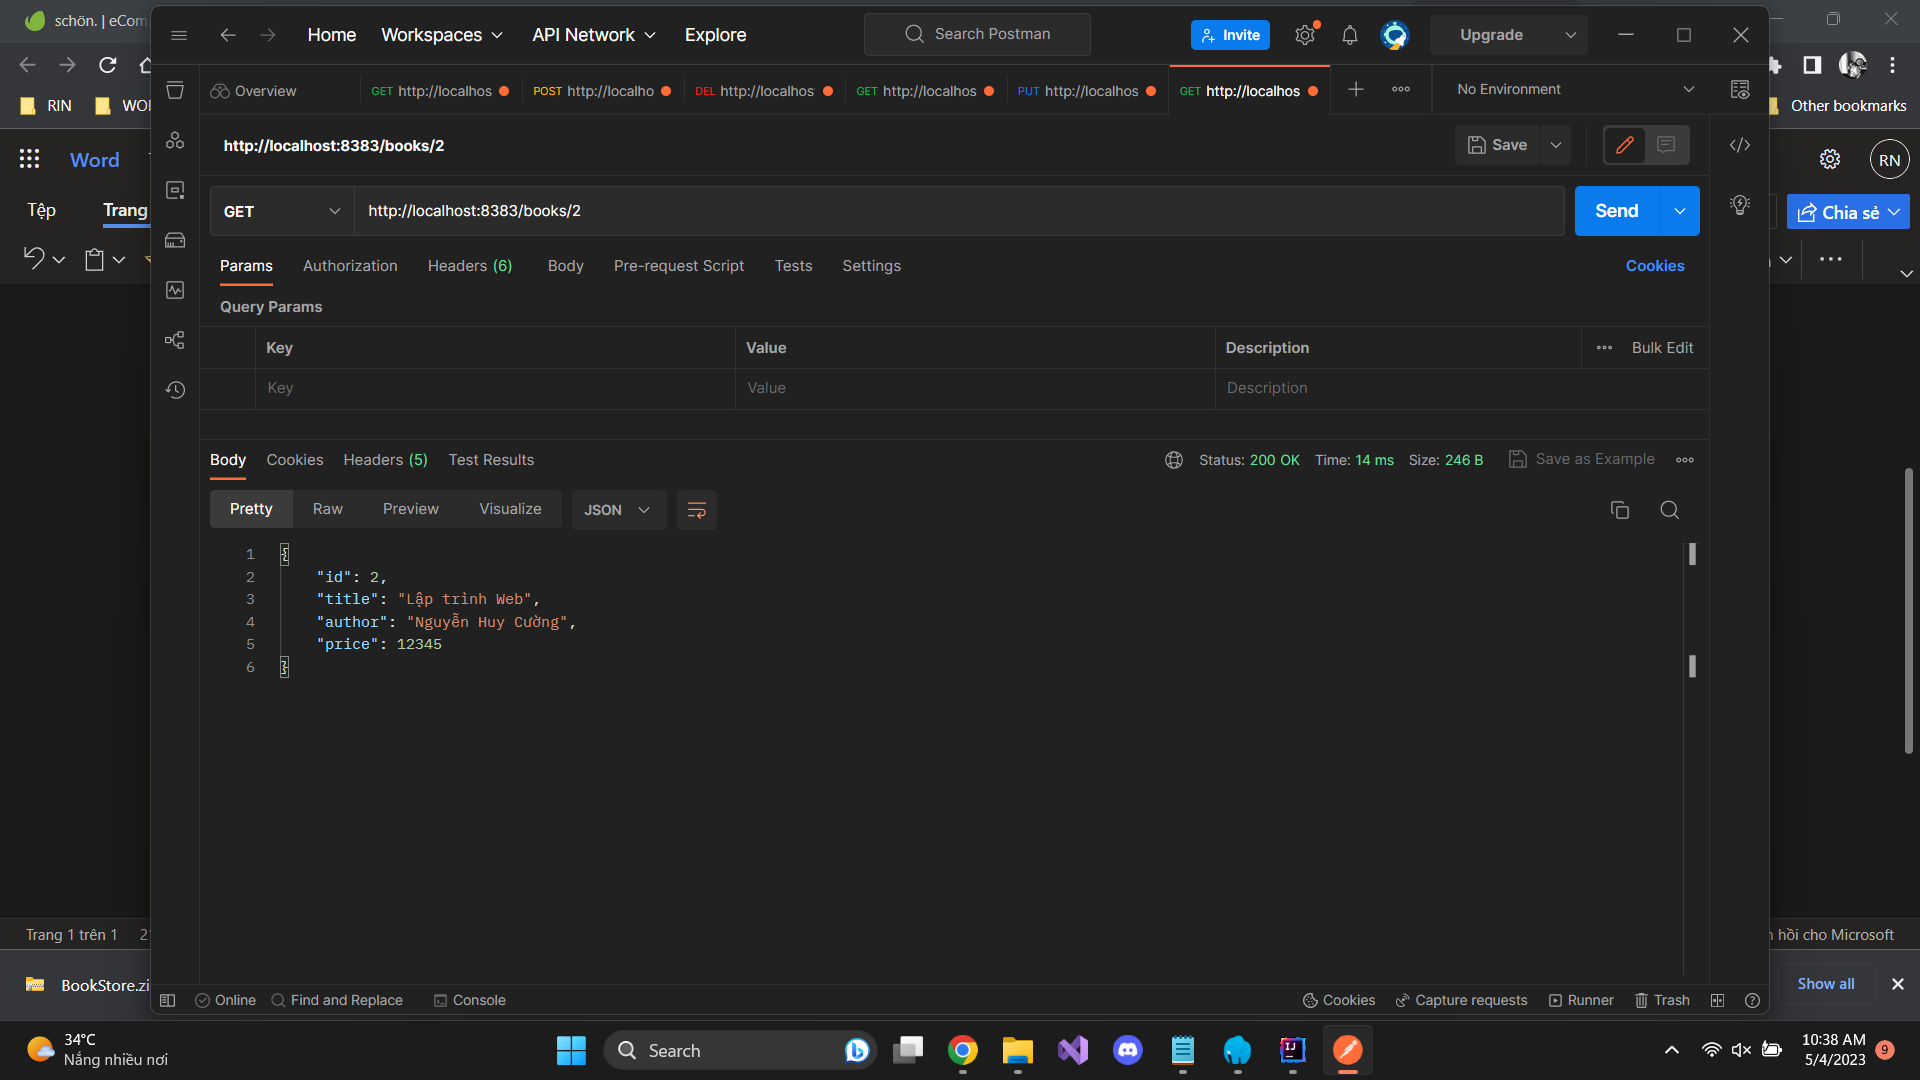 schön. | eCom
Home
Workspaces
API Network
Explore
Search Postman
Invite
Upgrade
RIN
Overview
GET http://localhos
POST http://localho
DEL http://localhos
GET http://localhos
PUT http://localhos
GET http://localhos
No Environment
Other bookmarks
Word
http://localhost:8383/books/2
Save
RN
Tệp
Trang
GET
http://localhost:8383/books/2
Send
Chia sẻ
Params
Authorization
Headers (6)
Body
Pre-request Script
Tests
Settings
Cookies
Query Params
Key
Value
Description
Bulk Edit
Key
Value
Description
Body
Cookies
Headers (5)
Test Results
Status: 200 OK
Time: 14 ms
Size: 246 B
Save as Example
Pretty
Raw
Preview
Visualize
JSON
1 {
2 "id": 2,
3 "title": "Lập trình Web",
4 "author": "Nguyễn Huy Cường",
5 "price": 12345
6 }
Trang 1 trên 1
hồi cho Microsoft
BookStore.zi
Show all
Online
Find and Replace
Console
Cookies
Capture requests
Runner
Trash
34°C
Nắng nhiều nơi
Search
10:38 AM
5/4/2023
9